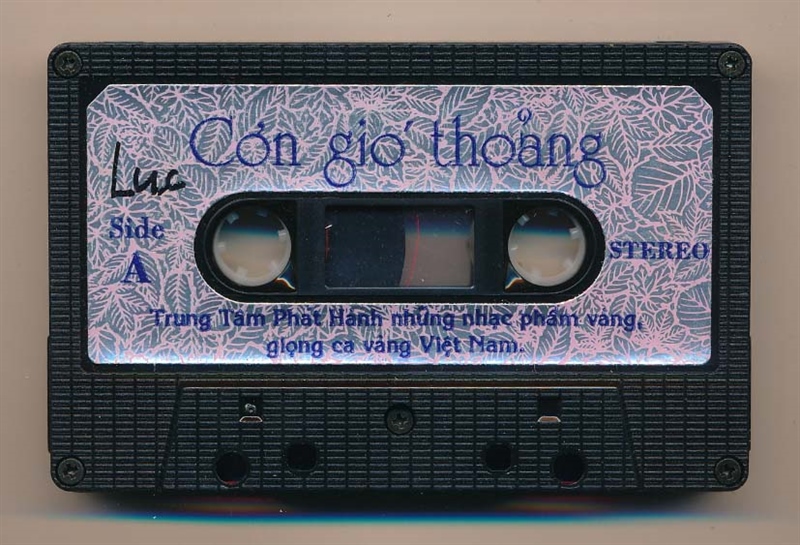 Cơn gió thoảng
Luc
Side
A
STEREO
Trung Tâm Phát Hành những nhạc phẩm vàng,
giọng ca vàng Việt Nam.